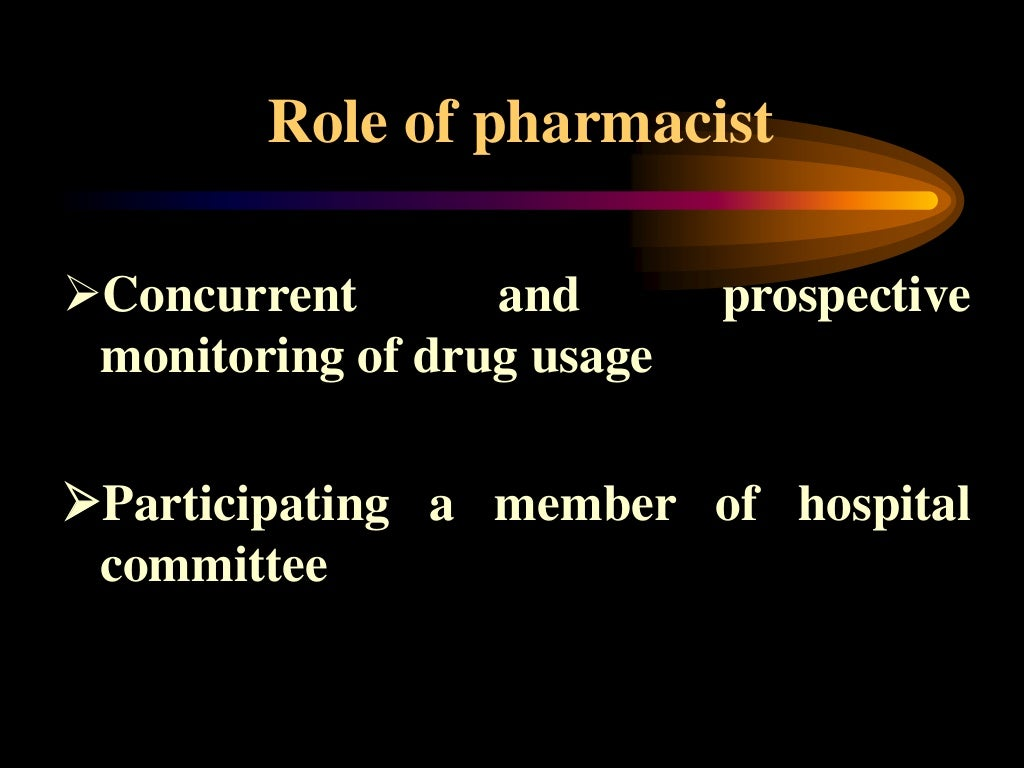 Role of pharmacist
➢Concurrent and prospective
monitoring of drug usage
➢Participating a member of hospital
committee